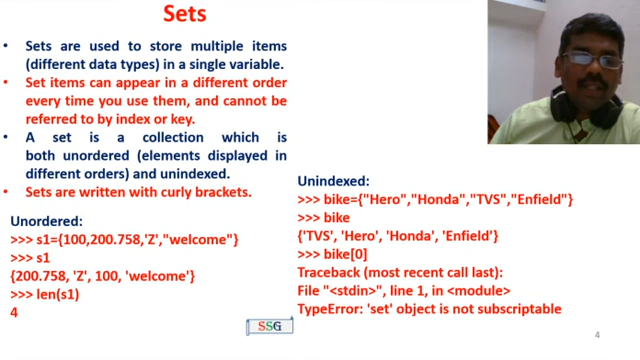 Sets
• Sets are used to store multiple items
(different data types) in a single variable.
• Set items can appear in a different order
every time you use them, and cannot be
referred to by index or key.
• A set is a collection which is
both unordered (elements displayed in
different orders) and unindexed.
• Sets are written with curly brackets.
Unordered:
>>> s1={100,200.758,'Z',"welcome"}
>>> s1
{200.758, 'Z', 100, 'welcome'}
>>> len(s1)
4
Unindexed:
>>> bike={"Hero","Honda","TVS","Enfield"}
>>> bike
{'TVS', 'Hero', 'Honda', 'Enfield'}
>>> bike[0]
Traceback (most recent call last):
File "<stdin>", line 1, in <module>
TypeError: 'set' object is not subscriptable
SSG
4